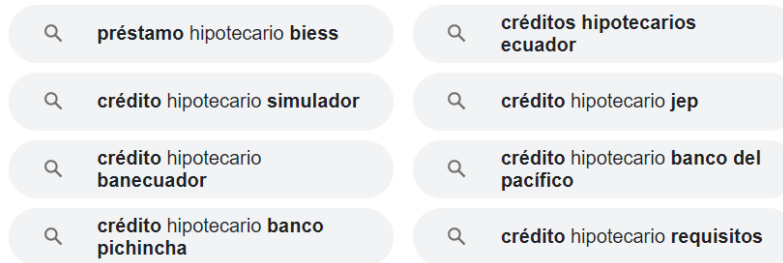 préstamo hipotecario biess
créditos hipotecarios
ecuador
crédito hipotecario simulador
crédito hipotecario jep
crédito hipotecario
banecuador
crédito hipotecario banco del
pacífico
crédito hipotecario banco
pichincha
crédito hipotecario requisitos